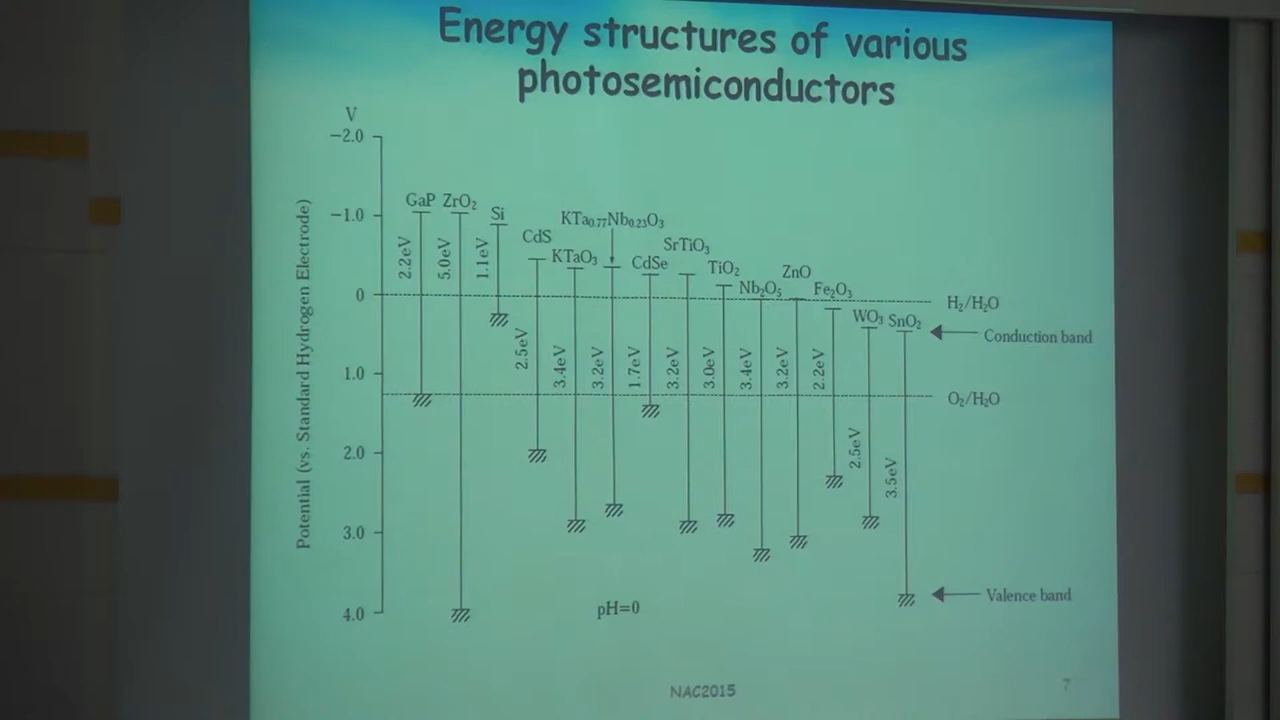 Energy structures of various
photosemiconductors
V
−2.0
−1.0
0
1.0
2.0
3.0
4.0
Potential (vs. Standard Hydrogen Electrode)
GaP
ZrO₂
Si
CdS
KTaO₃
KTa₀.₇₇Nb₀.₂₃O₃
CdSe
SrTiO₃
TiO₂
Nb₂O₅
ZnO
Fe₂O₃
WO₃
SnO₂
2.2eV
5.0eV
1.1eV
2.5eV
3.4eV
3.2eV
1.7eV
3.2eV
3.0eV
3.4eV
3.2eV
2.2eV
2.5eV
3.5eV
H₂/H₂O
Conduction band
O₂/H₂O
Valence band
pH=0
NAC2015
7